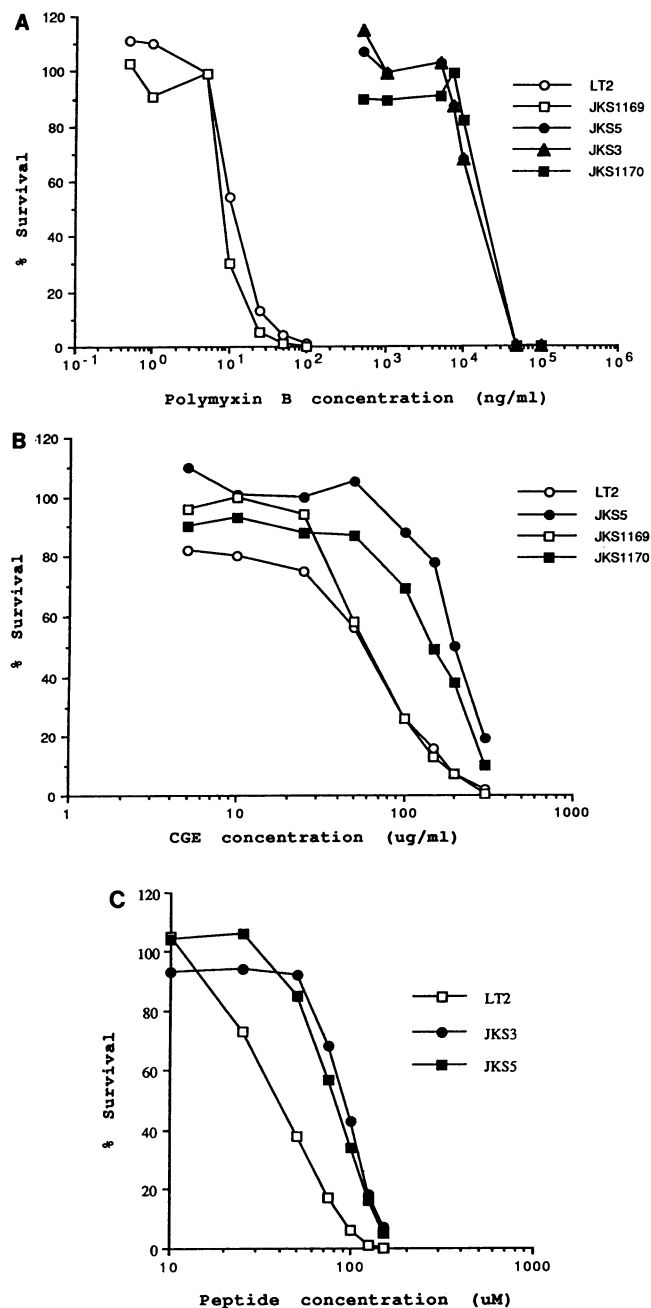 A
120
100
80
60
40
20
0
% Survival
LT2
JKS1169
JKS5
JKS3
JKS1170
10-1 100 101 102 103 104 105 106
Polymyxin B concentration (ng/ml)
B
120
100
80
60
40
20
0
% Survival
LT2
JKS5
JKS1169
JKS1170
1 10 100 1000
CGE concentration (ug/ml)
C
120
100
80
60
40
20
0
% Survival
LT2
JKS3
JKS5
10 100 1000
Peptide concentration (uM)